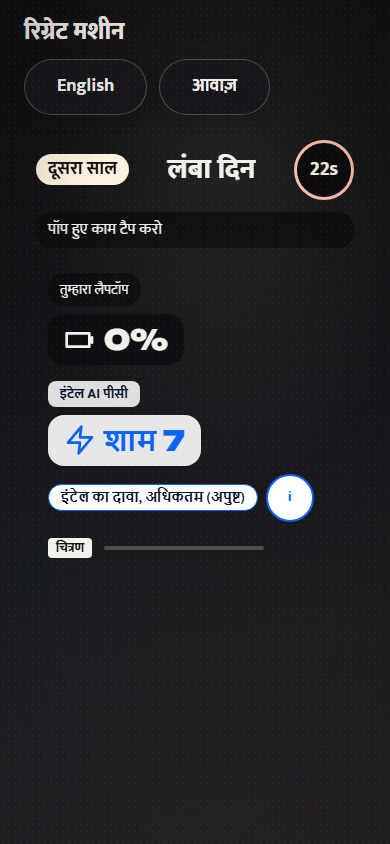 रिग्रेट मशीन
English
आवाज़
दूसरा साल
लंबा दिन
22s
पॉप हुए काम टैप करो
तुम्हारा लैपटॉप
0%
इंटेल AI पीसी
शाम 7
इंटेल का दावा, अधिकतम (अपुष्ट)
i
चित्रण